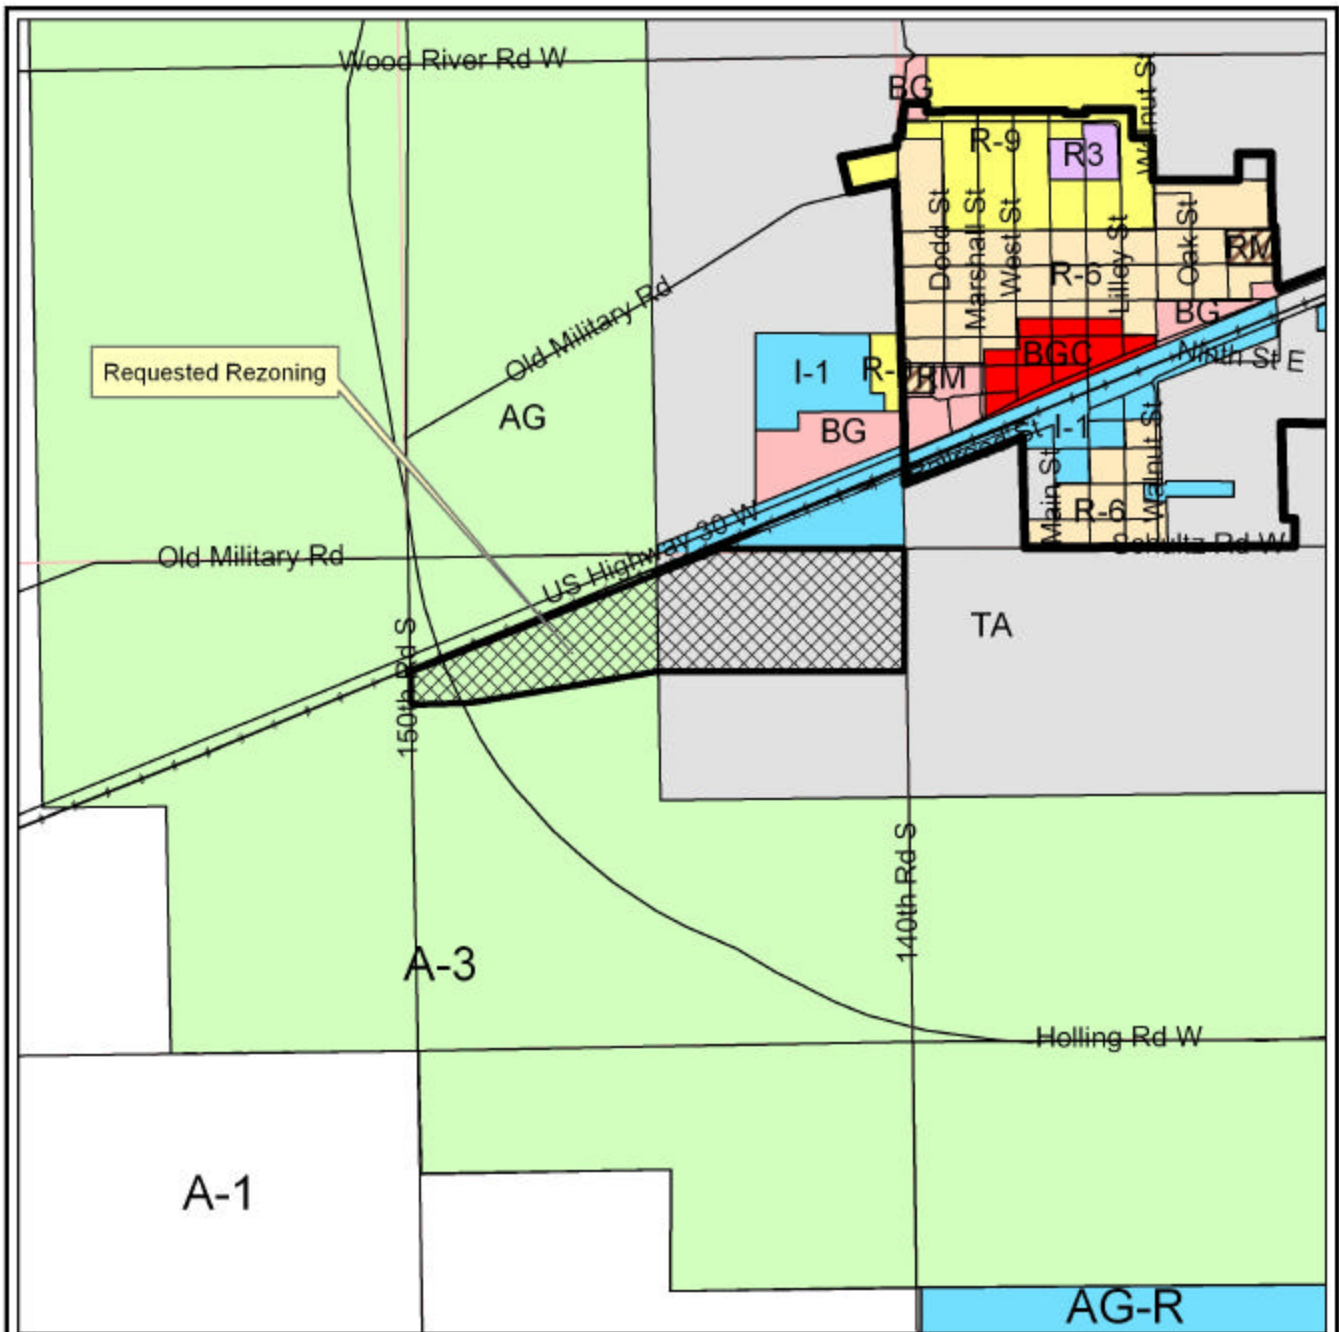 Wood River Rd W
BG
Walnut St
R-9
R3
Dodd St
Marshall St
West St
Lilley St
Oak St
RM
R-6
Old Military Rd
BG
Requested Rezoning
BGC
Ninth St E
I-1
RM
AG
BG
I-1
Main St
Walnut St
R-6
US Highway 30 W
Old Military Rd
Schultz Rd W
TA
150th Rd S
140th Rd S
A-3
Holling Rd W
A-1
AG-R